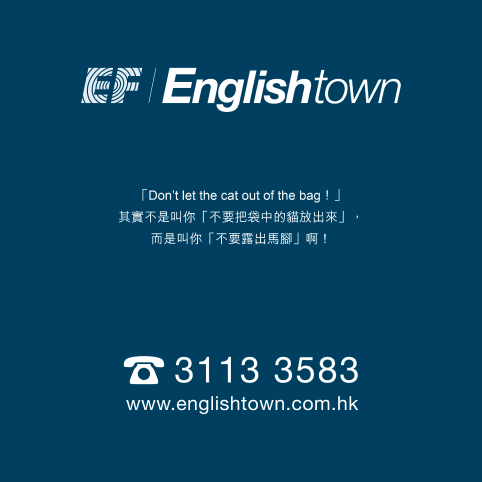 EF | Englishtown
「Don't let the cat out of the bag！」
其實不是叫你「不要把袋中的貓放出來」，
而是叫你「不要露出馬腳」啊！
☎ 3113 3583
www.englishtown.com.hk